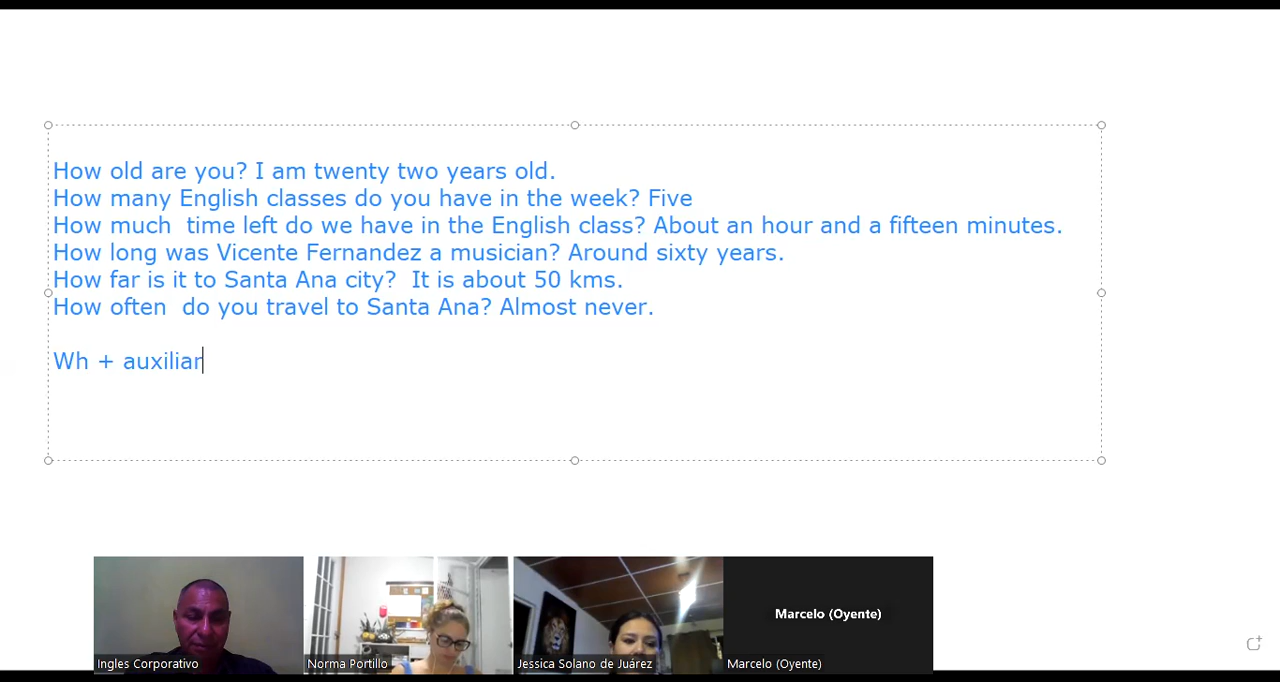 How old are you? I am twenty two years old.
How many English classes do you have in the week? Five
How much  time left do we have in the English class? About an hour and a fifteen minutes.
How long was Vicente Fernandez a musician? Around sixty years.
How far is it to Santa Ana city?  It is about 50 kms.
How often  do you travel to Santa Ana? Almost never.
Wh + auxiliar
Marcelo (Oyente)
Ingles Corporativo
Norma Portillo
Jessica Solano de Juárez
Marcelo (Oyente)